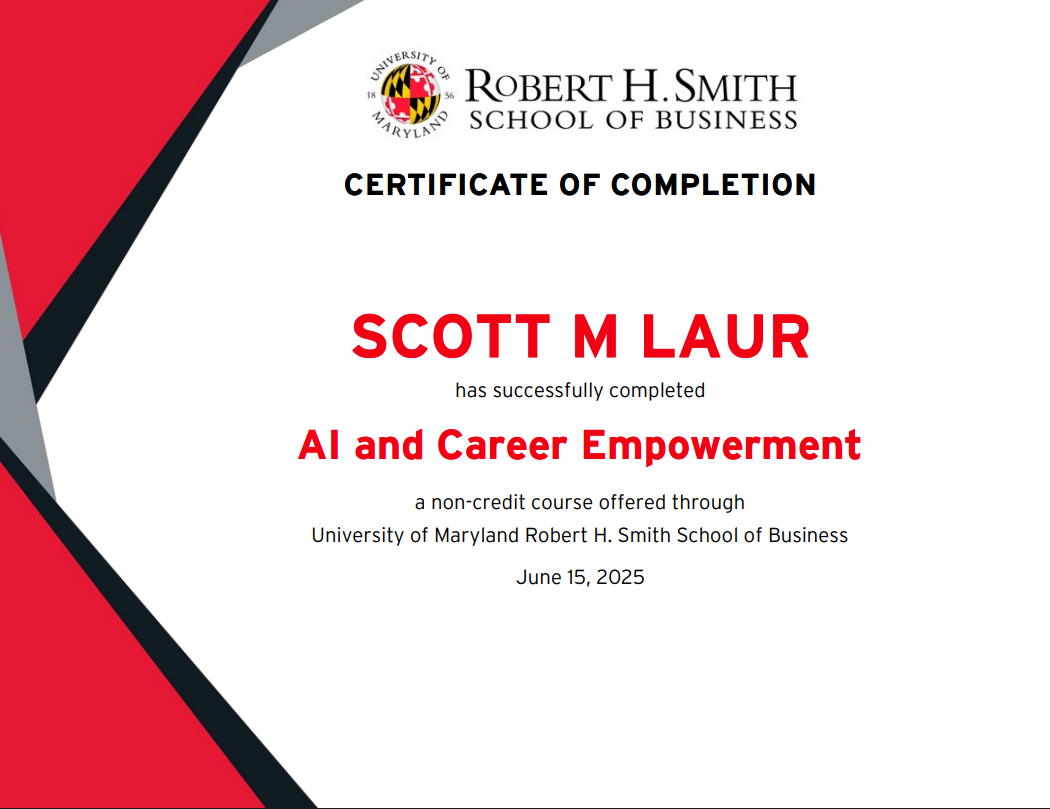 UNIVERSITY OF
18 56
MARYLAND
ROBERT H. SMITH
SCHOOL OF BUSINESS
CERTIFICATE OF COMPLETION
SCOTT M LAUR
has successfully completed
AI and Career Empowerment
a non-credit course offered through
University of Maryland Robert H. Smith School of Business
June 15, 2025